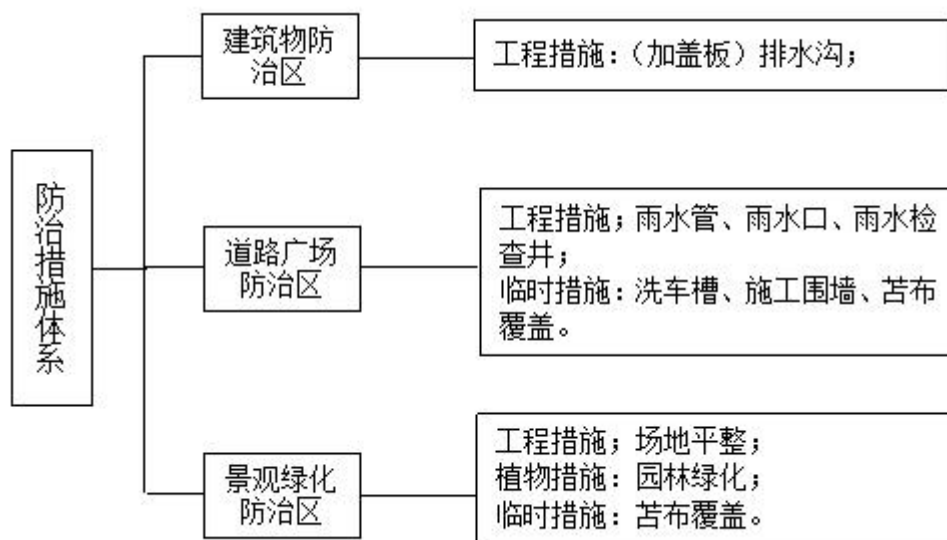 防治措施体系
建筑物防
治区
工程措施：（加盖板）排水沟；
道路广场
防治区
工程措施；雨水管、雨水口、雨水检
查井；
临时措施：洗车槽、施工围墙、苫布
覆盖。
景观绿化
防治区
工程措施；场地平整；
植物措施：园林绿化；
临时措施：苫布覆盖。